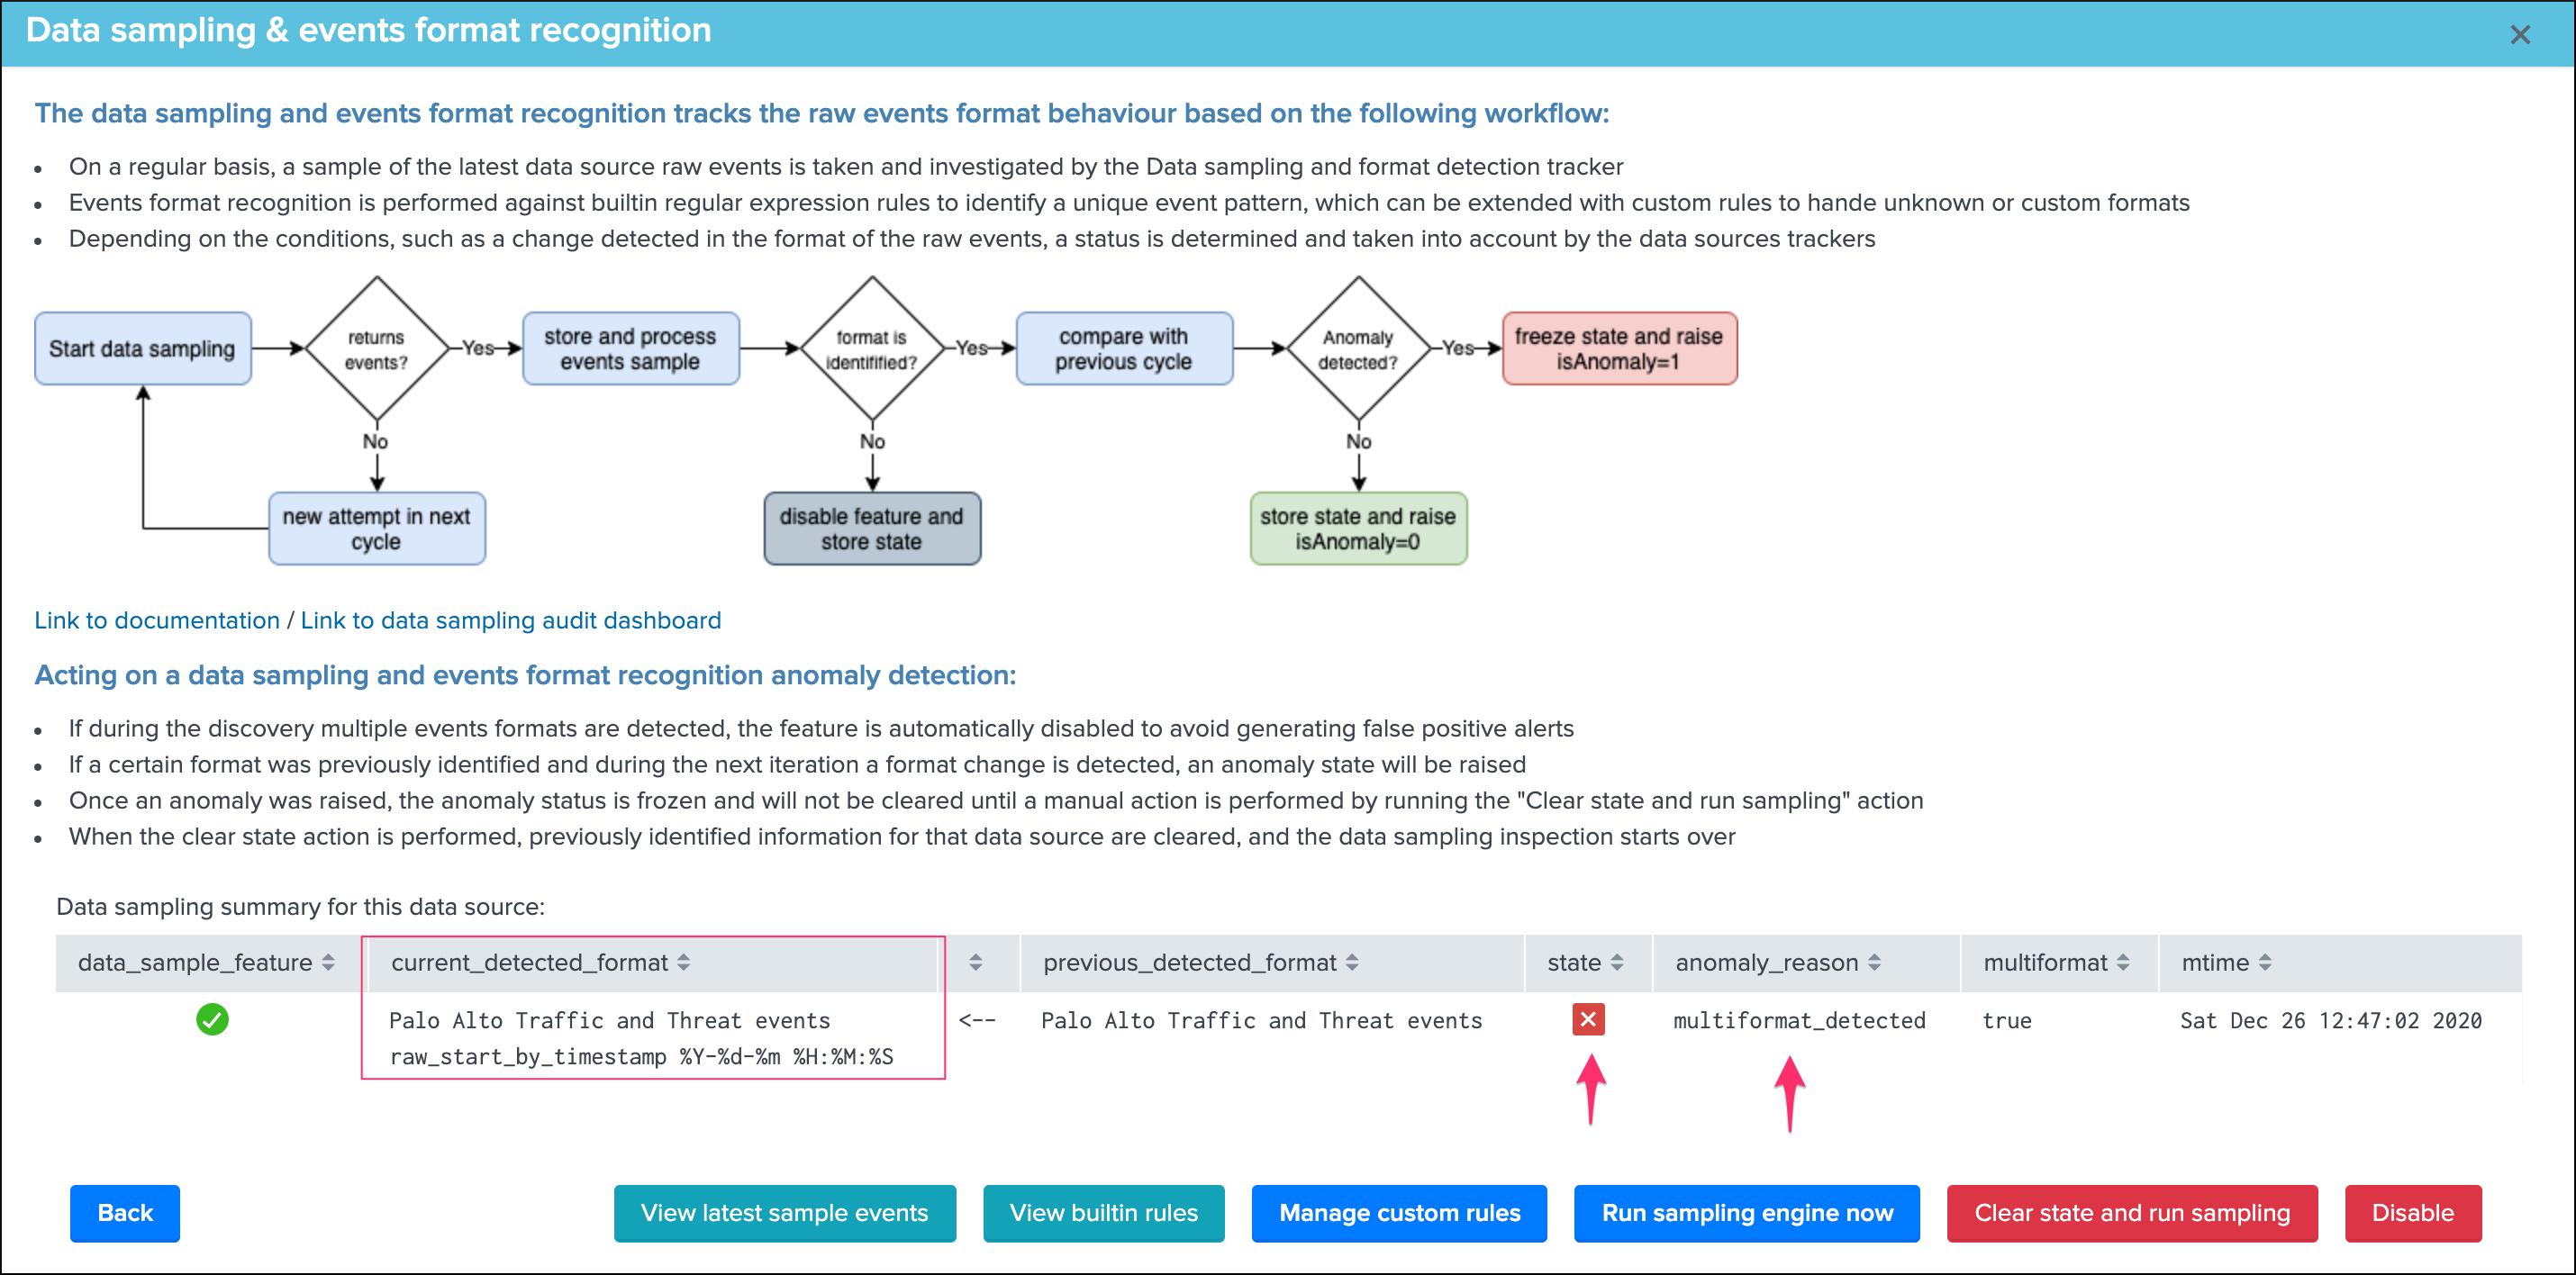 Data sampling & events format recognition
The data sampling and events format recognition tracks the raw events format behaviour based on the following workflow:
On a regular basis, a sample of the latest data source raw events is taken and investigated by the Data sampling and format detection tracker
Events format recognition is performed against builtin regular expression rules to identify a unique event pattern, which can be extended with custom rules to hande unknown or custom formats
Depending on the conditions, such as a change detected in the format of the raw events, a status is determined and taken into account by the data sources trackers
Start data sampling
returns
events?
Yes
store and process
events sample
format is
identifified?
Yes
compare with
previous cycle
Anomaly
detected?
Yes
freeze state and raise
isAnomaly=1
No
No
No
new attempt in next
cycle
disable feature and
store state
store state and raise
isAnomaly=0
Link to documentation / Link to data sampling audit dashboard
Acting on a data sampling and events format recognition anomaly detection:
If during the discovery multiple events formats are detected, the feature is automatically disabled to avoid generating false positive alerts
If a certain format was previously identified and during the next iteration a format change is detected, an anomaly state will be raised
Once an anomaly was raised, the anomaly status is frozen and will not be cleared until a manual action is performed by running the "Clear state and run sampling" action
When the clear state action is performed, previously identified information for that data source are cleared, and the data sampling inspection starts over
Data sampling summary for this data source:
data_sample_feature current_detected_format previous_detected_format state anomaly_reason multiformat mtime
Palo Alto Traffic and Threat events <-- Palo Alto Traffic and Threat events multiformat_detected true Sat Dec 26 12:47:02 2020
raw_start_by_timestamp %Y-%d-%m %H:%M:%S
Back View latest sample events View builtin rules Manage custom rules Run sampling engine now Clear state and run sampling Disable